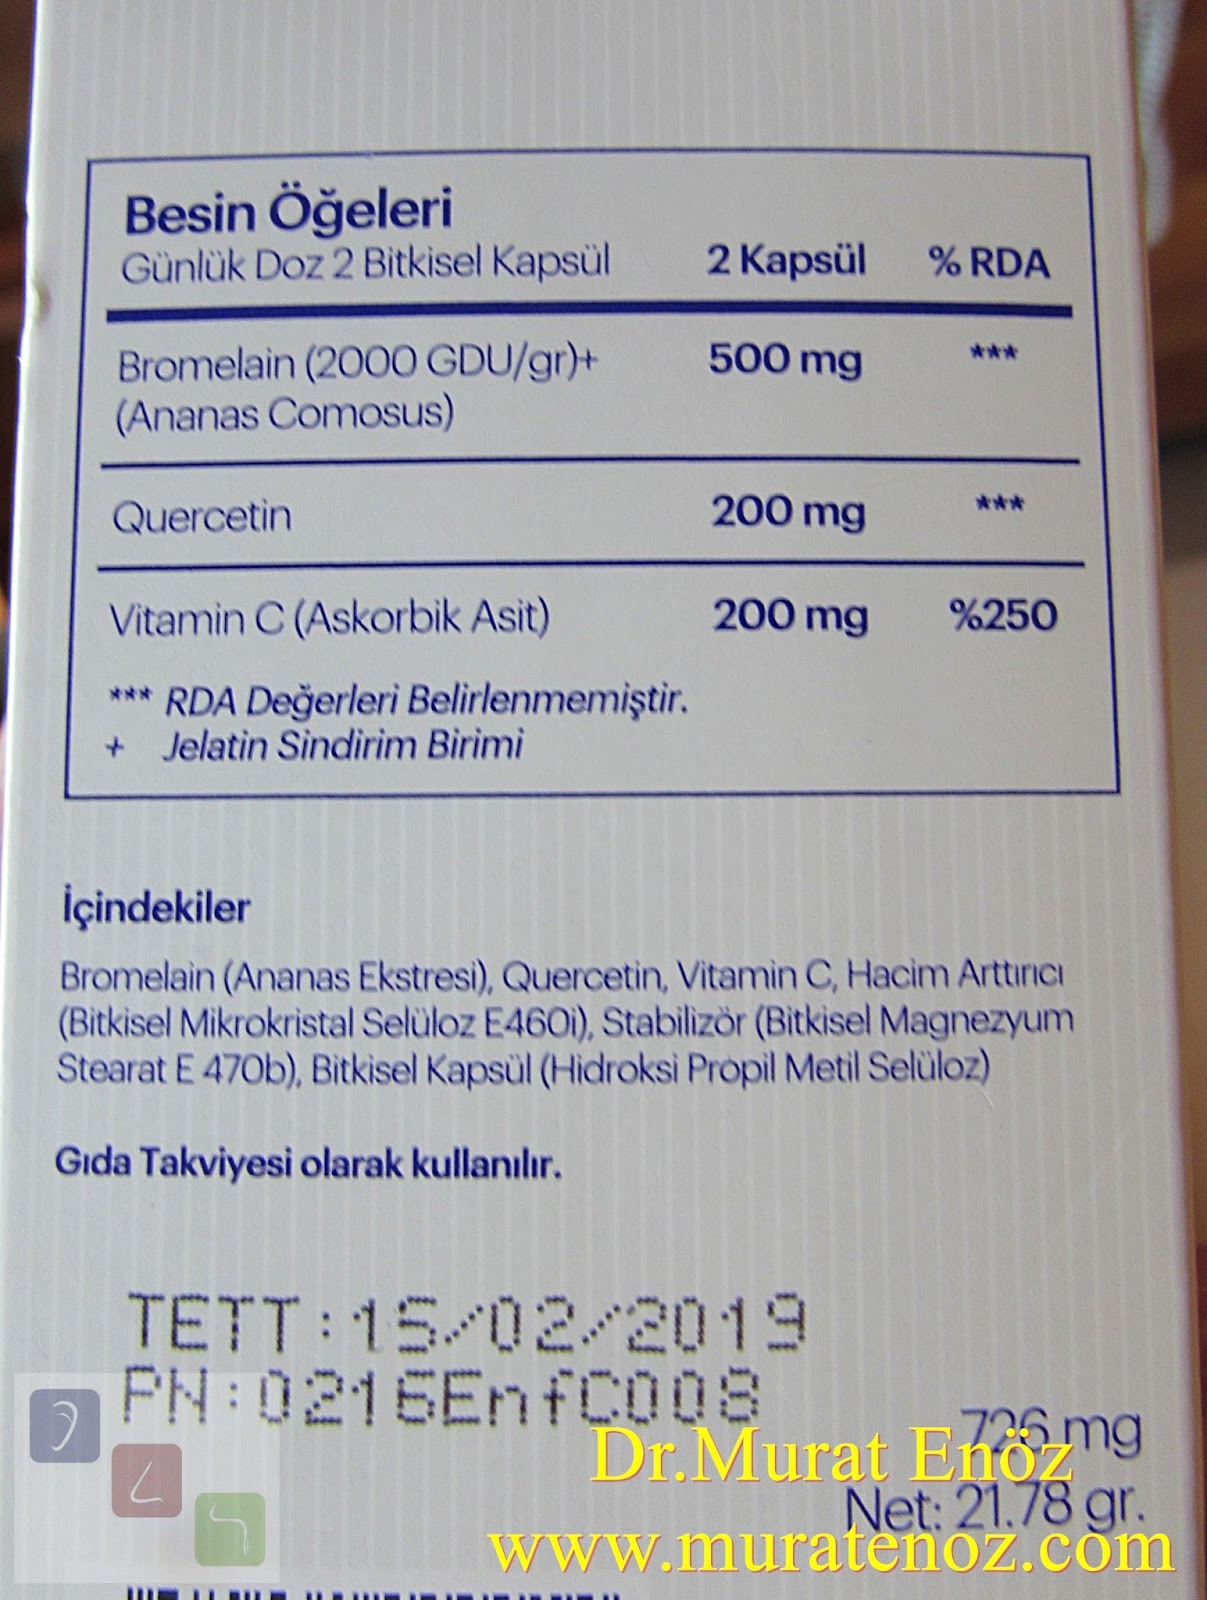 Besin Öğeleri
Günlük Doz 2 Bitkisel Kapsül 2 Kapsül % RDA
Bromelain (2000 GDU/gr)+ 500 mg ***
(Ananas Comosus)
Quercetin 200 mg ***
Vitamin C (Askorbik Asit) 200 mg %250
*** RDA Değerleri Belirlenmemiştir.
+ Jelatin Sindirim Birimi
İçindekiler
Bromelain (Ananas Ekstresi), Quercetin, Vitamin C, Hacim Arttırıcı
(Bitkisel Mikrokristal Selüloz E460i), Stabilizör (Bitkisel Magnezyum
Stearat E 470b), Bitkisel Kapsül (Hidroksi Propil Metil Selüloz)
Gıda Takviyesi olarak kullanılır.
TETT:15/02/2019
PN:0216EnfC008
726 mg
Dr.Murat Enöz
Net: 21.78 gr.
www.muratenoz.com